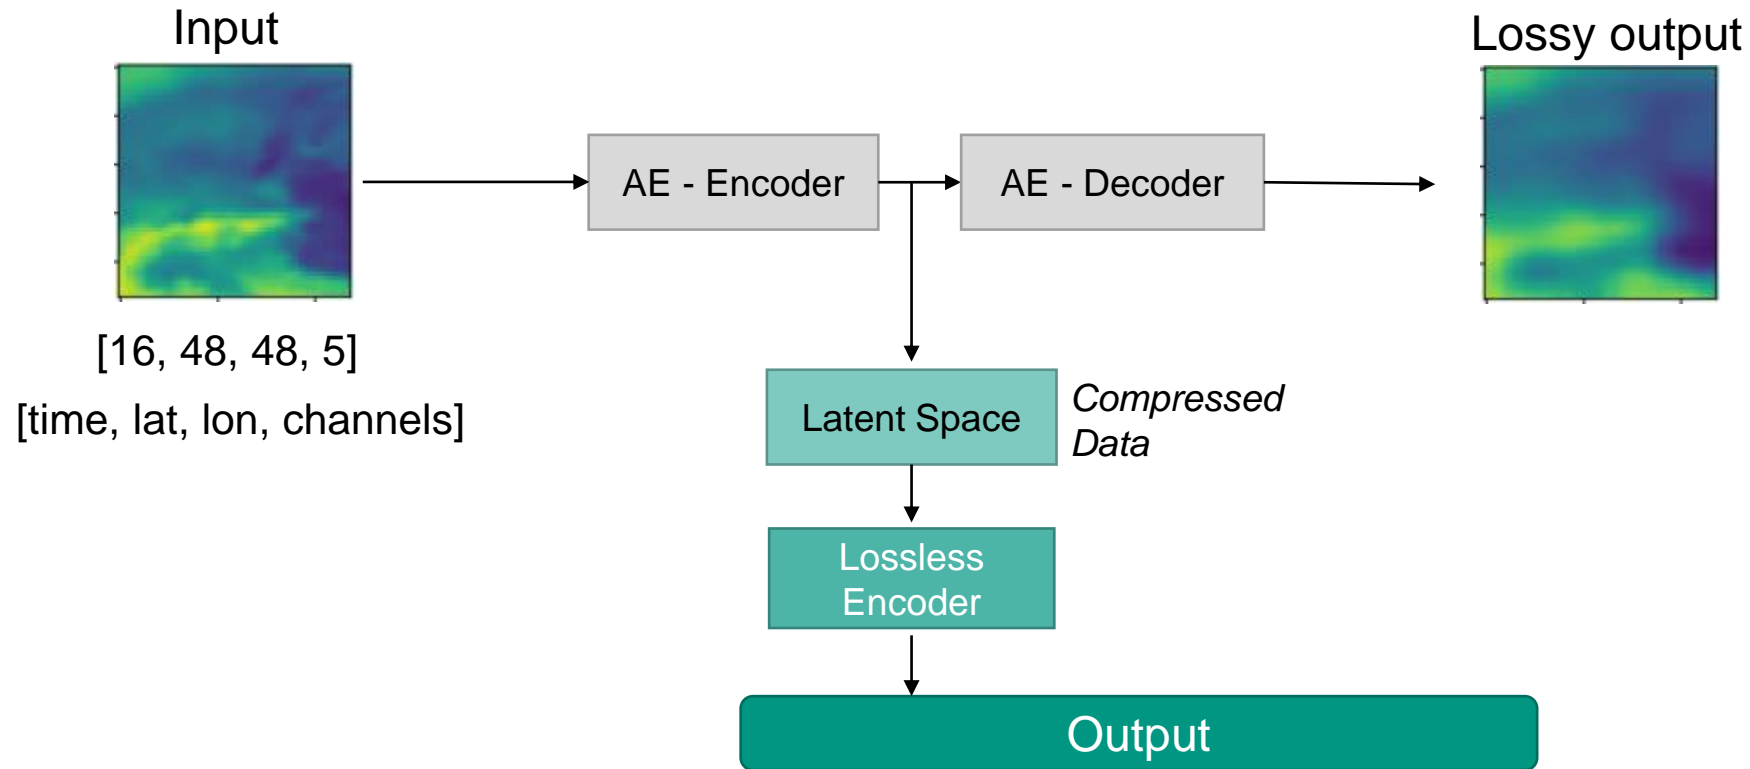 Input
Lossy output
AE - Encoder
AE - Decoder
[16, 48, 48, 5]
[time, lat, lon, channels]
Latent Space
Compressed
Data
Lossless
Encoder
Output